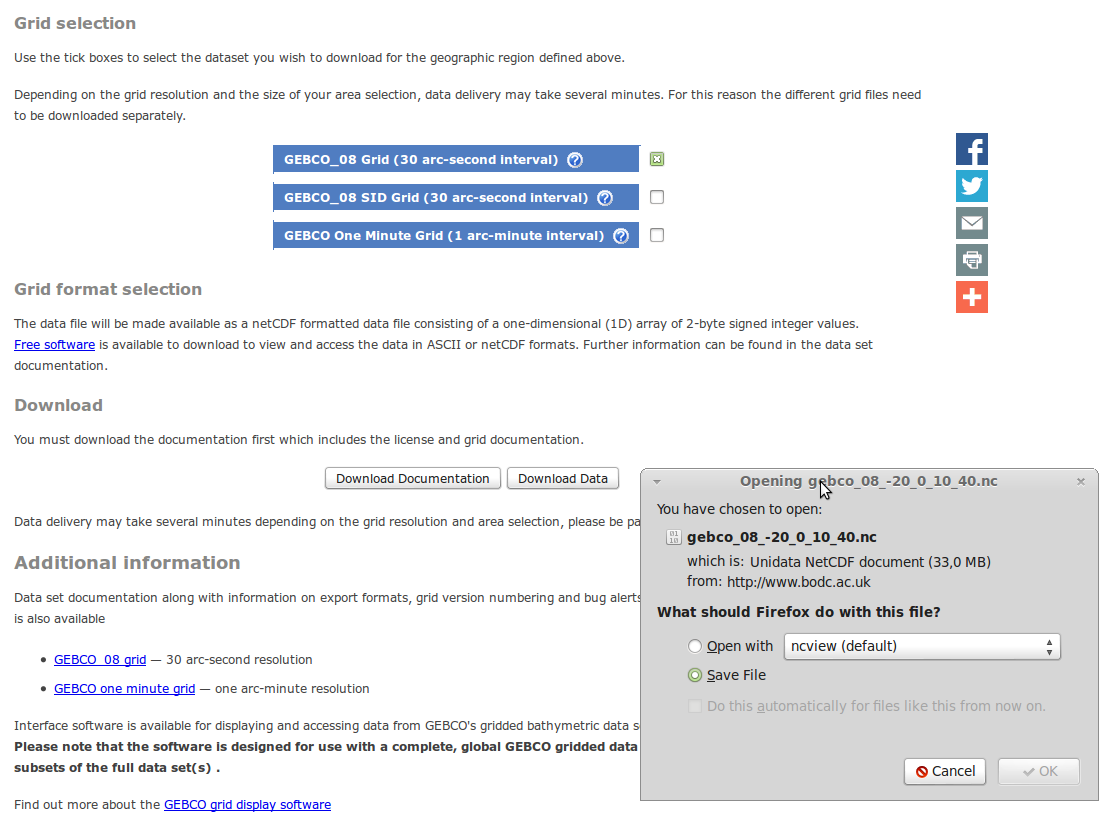 Grid selection
Use the tick boxes to select the dataset you wish to download for the geographic region defined above.
Depending on the grid resolution and the size of your area selection, data delivery may take several minutes. For this reason the different grid files need
to be downloaded separately.
GEBCO_08 Grid (30 arc-second interval) ?
GEBCO_08 SID Grid (30 arc-second interval) ?
GEBCO One Minute Grid (1 arc-minute interval) ?
Grid format selection
The data file will be made available as a netCDF formatted data file consisting of a one-dimensional (1D) array of 2-byte signed integer values.
Free software is available to download to view and access the data in ASCII or netCDF formats. Further information can be found in the data set
documentation.
Download
You must download the documentation first which includes the license and grid documentation.
Download Documentation Download Data
Data delivery may take several minutes depending on the grid resolution and area selection, please be pa
Additional information
Data set documentation along with information on export formats, grid version numbering and bug alerts
is also available
• GEBCO_08 grid — 30 arc-second resolution
• GEBCO one minute grid — one arc-minute resolution
Interface software is available for displaying and accessing data from GEBCO's gridded bathymetric data s
Please note that the software is designed for use with a complete, global GEBCO gridded data
subsets of the full data set(s) .
Find out more about the GEBCO grid display software
Opening gebco_08_-20_0_10_40.nc
You have chosen to open:
gebco_08_-20_0_10_40.nc
which is: Unidata NetCDF document (33,0 MB)
from: http://www.bodc.ac.uk
What should Firefox do with this file?
Open with ncview (default)
Save File
Do this automatically for files like this from now on.
Cancel OK